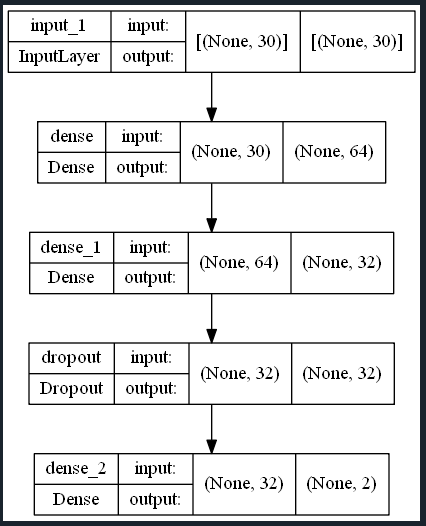 input_1 input: [(None, 30)] [(None, 30)]
InputLayer output:
dense input: (None, 30) (None, 64)
Dense output:
dense_1 input: (None, 64) (None, 32)
Dense output:
dropout input: (None, 32) (None, 32)
Dropout output:
dense_2 input: (None, 32) (None, 2)
Dense output: